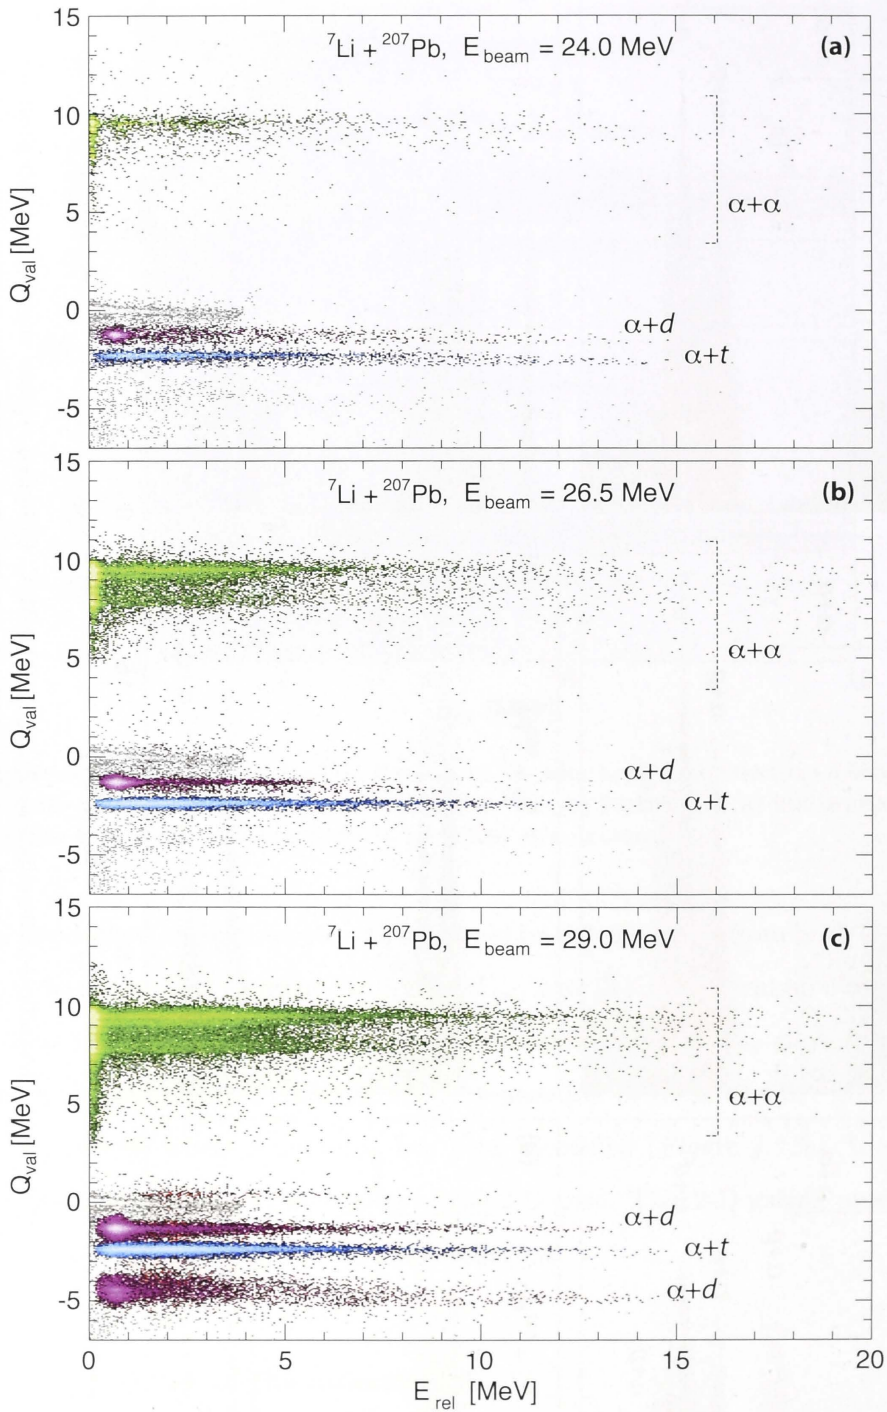 ⁷Li + ²⁰⁷Pb, E_beam = 24.0 MeV (a)
15
10
5
0
-5
Q_val [MeV]
α+α
α+d
α+t
⁷Li + ²⁰⁷Pb, E_beam = 26.5 MeV (b)
15
10
5
0
-5
Q_val [MeV]
α+α
α+d
α+t
⁷Li + ²⁰⁷Pb, E_beam = 29.0 MeV (c)
15
10
5
0
-5
Q_val [MeV]
α+α
α+d
α+t
α+d
0 5 10 15 20
E_rel [MeV]